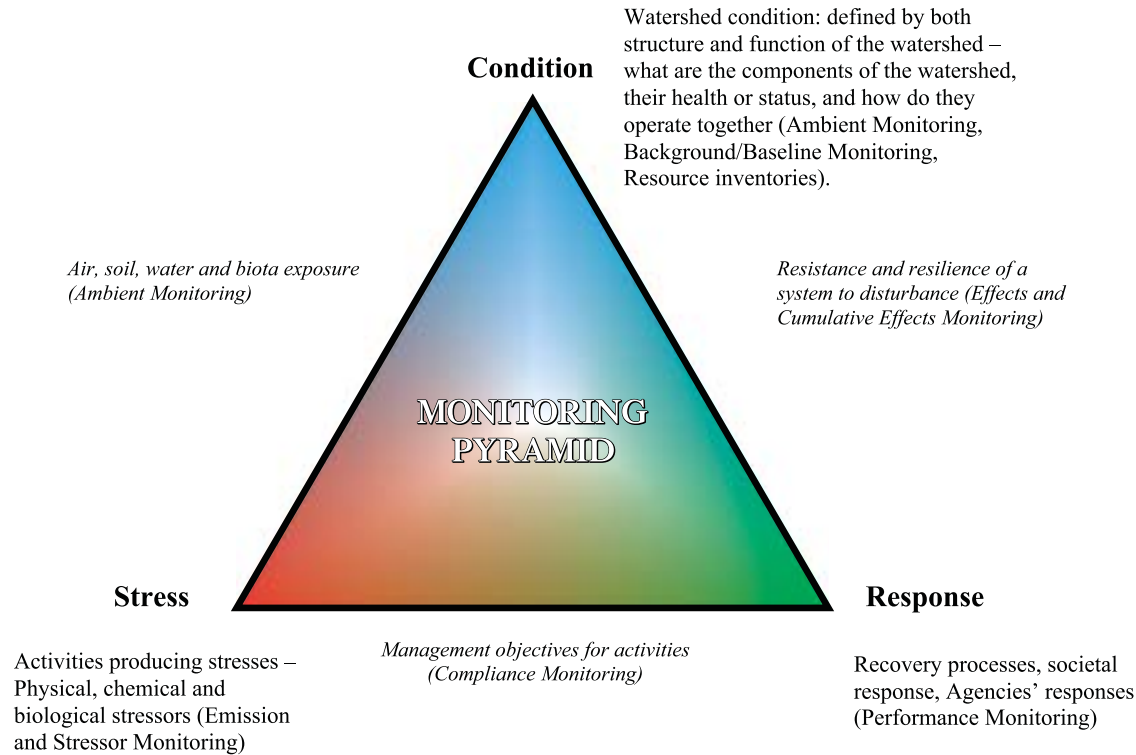 Condition
Watershed condition: defined by both
structure and function of the watershed –
what are the components of the watershed,
their health or status, and how do they
operate together (Ambient Monitoring,
Background/Baseline Monitoring,
Resource inventories).
Air, soil, water and biota exposure
(Ambient Monitoring)
Resistance and resilience of a
system to disturbance (Effects and
Cumulative Effects Monitoring)
MONITORING
PYRAMID
Stress
Response
Activities producing stresses –
Physical, chemical and
biological stressors (Emission
and Stressor Monitoring)
Management objectives for activities
(Compliance Monitoring)
Recovery processes, societal
response, Agencies’ responses
(Performance Monitoring)